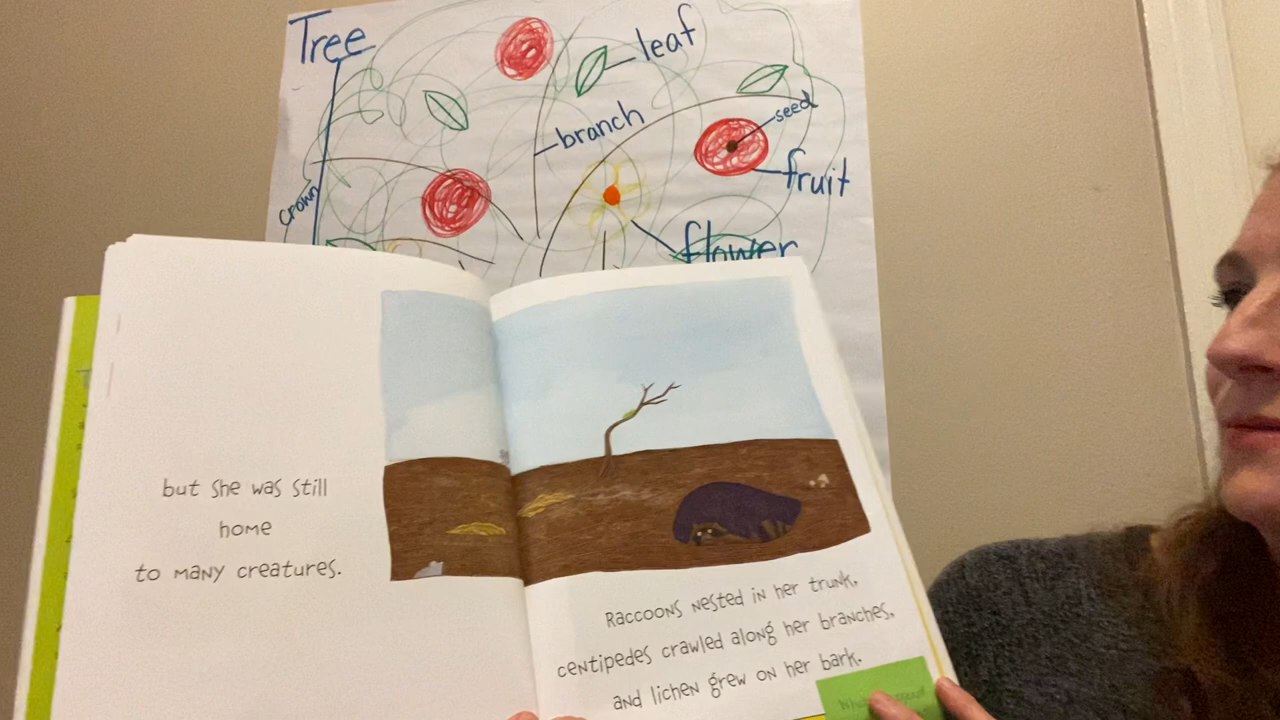 Tree
leaf
branch
seed
fruit
crown
flower
but she was still
home
to many creatures.
Raccoons nested in her trunk,
centipedes crawled along her branches,
and lichen grew on her bark.